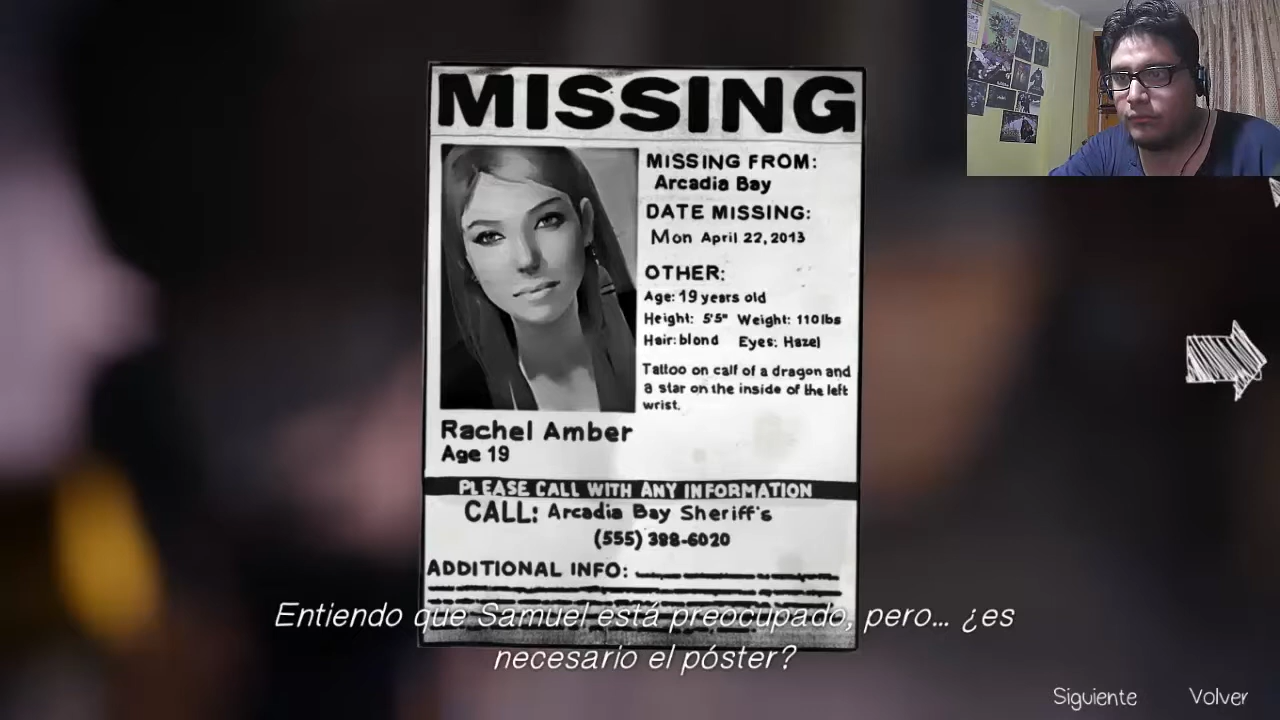 MISSING
MISSING FROM:
Arcadia Bay
DATE MISSING:
Mon April 22, 2013
OTHER:
Age: 19 years old
Height: 5'5" Weight: 110 lbs
Hair: blond Eyes: Hazel
Tattoo on calf of a dragon and
a star on the inside of the left
wrist.
Rachel Amber
Age 19
PLEASE CALL WITH ANY INFORMATION
CALL: Arcadia Bay Sheriff's
(555) 388-6020
ADDITIONAL INFO:
Entiendo que Samuel está preocupado, pero... ¿es
necesario el póster?
Siguiente Volver